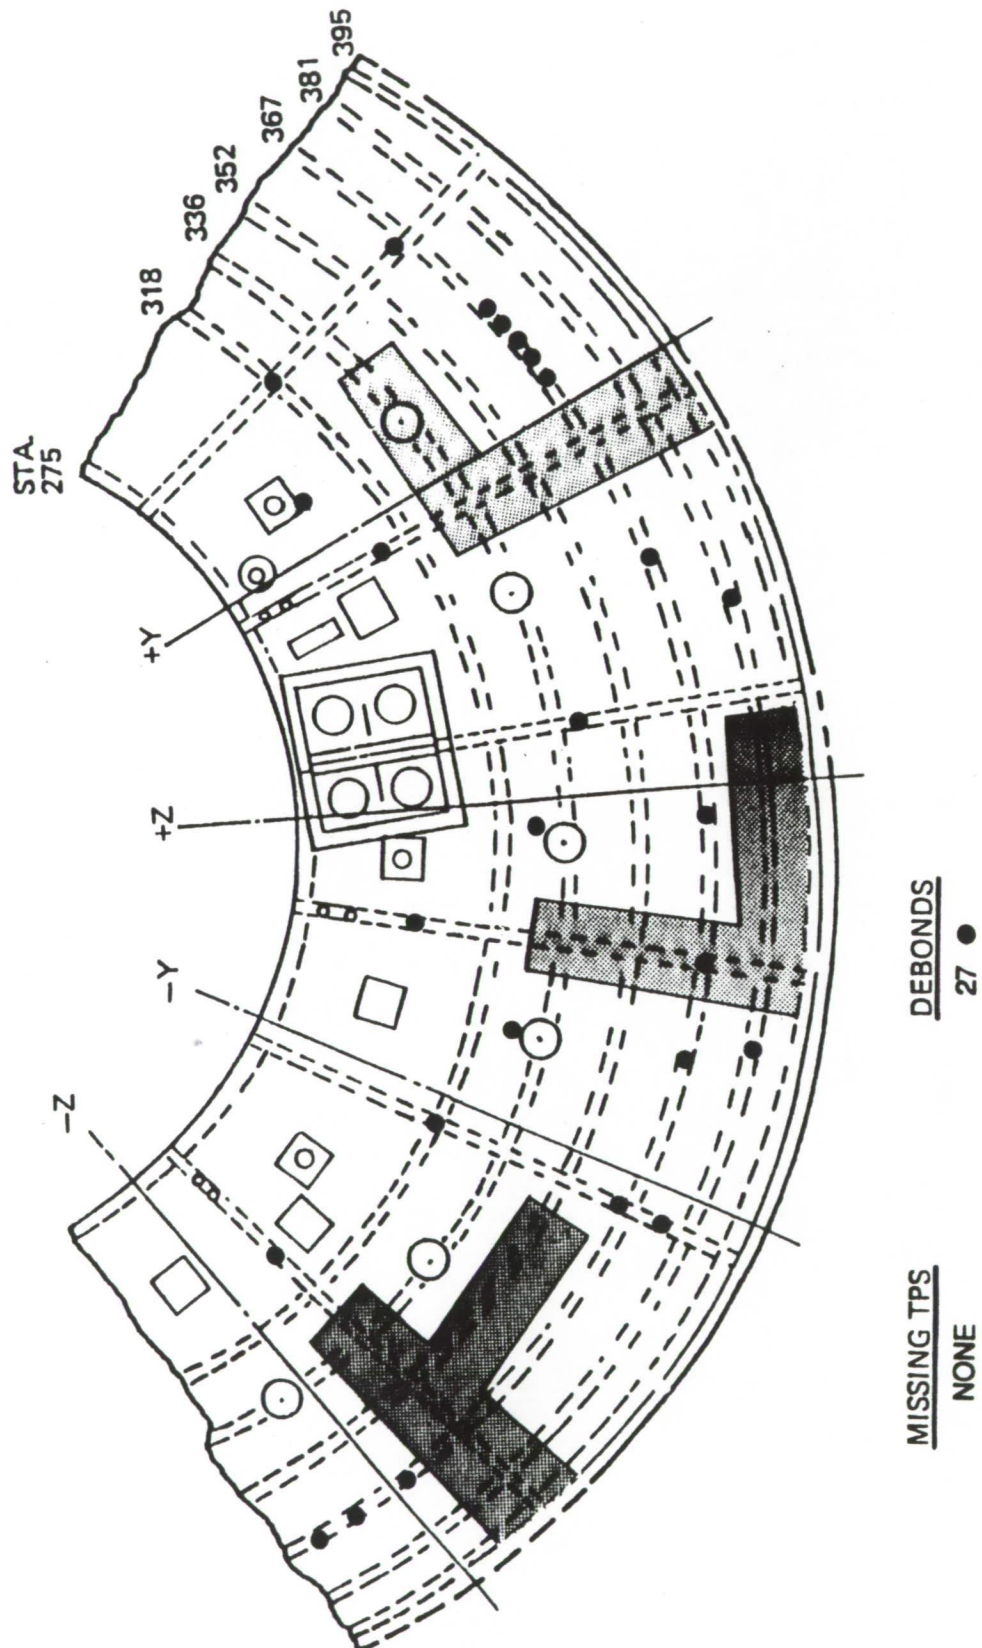 STA.
275
318
336
352
367
381
395
+Y
+Z
-Y
-Z
DEBONDS
27
MISSING TPS
NONE